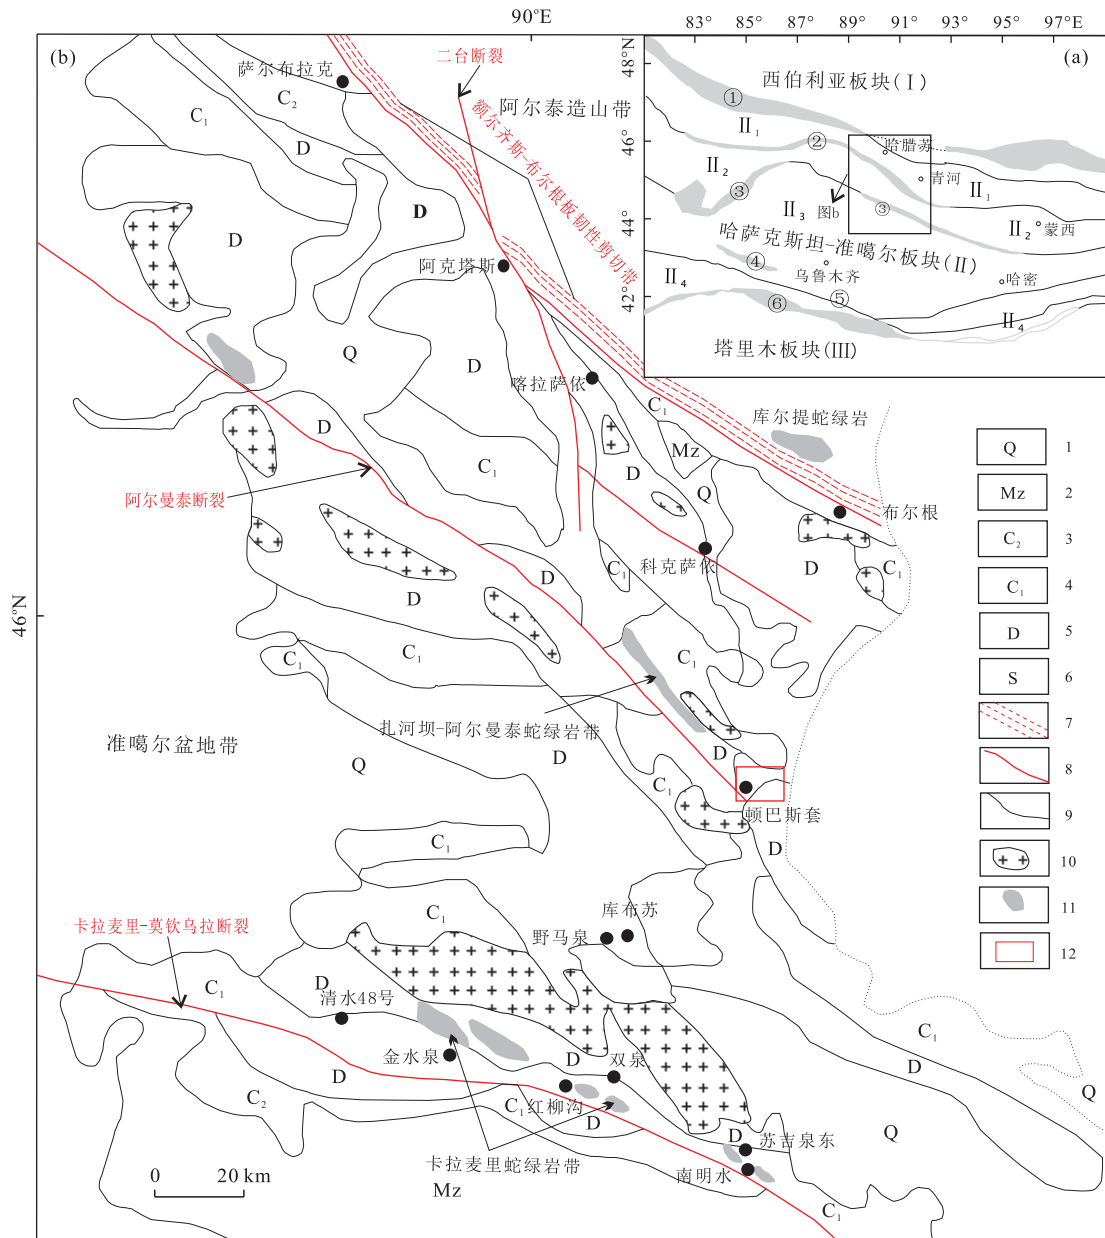 90°E
83° 85° 87° 89° 91° 93° 95° 97°E
(b)
(a)
48°N
46°
44°
42°
46°N
西伯利亚板块(Ⅰ)
①
Ⅱ₁
②
哈腊苏
青河
Ⅱ₁
Ⅱ₂
③
Ⅱ₃
图b
③
Ⅱ₂
蒙西
哈萨克斯坦-准噶尔板块(Ⅱ)
④
乌鲁木齐
哈密
Ⅱ₄
⑥
⑤
Ⅱ₄
塔里木板块(Ⅲ)
萨尔布拉克
二台断裂
阿尔泰造山带
额尔齐斯-布尔根板韧性剪切带
C₁
C₂
D
D
D
阿克塔斯
Q
D
喀拉萨依
C₁
库尔提蛇绿岩
D
Mz
C₁
D
Q
阿尔曼泰断裂
布尔根
科克萨依
D
C₁
D
D
C₁
C₁
C₁
C₁
扎河坝-阿尔曼泰蛇绿岩带
准噶尔盆地带
Q
D
D
C₁
顿巴斯套
D
C₁
C₁
库布苏
野马泉
卡拉麦里-莫钦乌拉断裂
C₁
D
清水48号
金水泉
D
双泉
C₁
D
Q
D
C₂
C₁
红柳沟
D
Q
D
苏吉泉东
卡拉麦里蛇绿岩带
南明水
Mz
C₁
0 20 km
Q 1
Mz 2
C₂ 3
C₁ 4
D 5
S 6
7
8
9
10
11
12